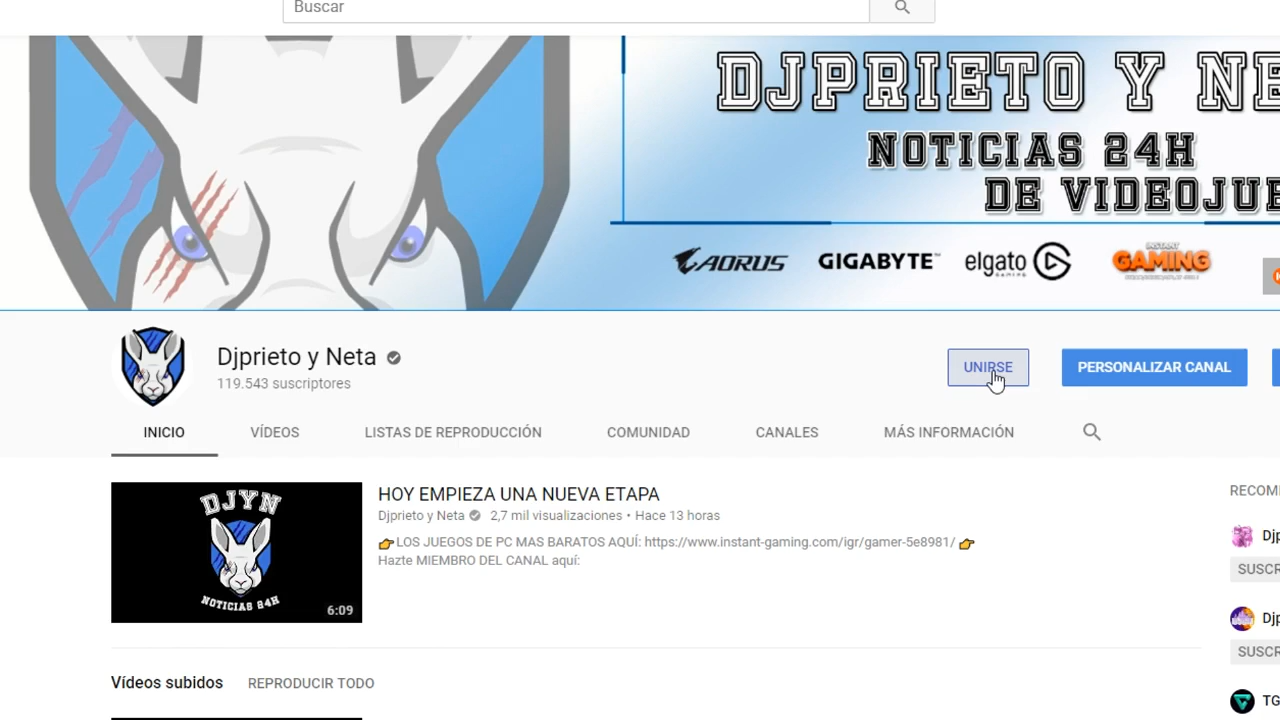 Buscar
DJPRIETO Y NE
NOTICIAS 24H
DE VIDEOJUE
AORUS
GIGABYTE™
elgato
GAMING
INSTANT
GAMING
Djprieto y Neta
119.543 suscriptores
UNIRSE
PERSONALIZAR CANAL
INICIO
VÍDEOS
LISTAS DE REPRODUCCIÓN
COMUNIDAD
CANALES
MÁS INFORMACIÓN
DJYN
NOTICIAS 24H
6:09
HOY EMPIEZA UNA NUEVA ETAPA
Djprieto y Neta 2,7 mil visualizaciones • Hace 13 horas
👉LOS JUEGOS DE PC MAS BARATOS AQUÍ: https://www.instant-gaming.com/igr/gamer-5e8981/ 👉
Hazte MIEMBRO DEL CANAL aquí:
RECOM
Djp
SUSCR
Djp
SUSCR
TG
Vídeos subidos
REPRODUCIR TODO